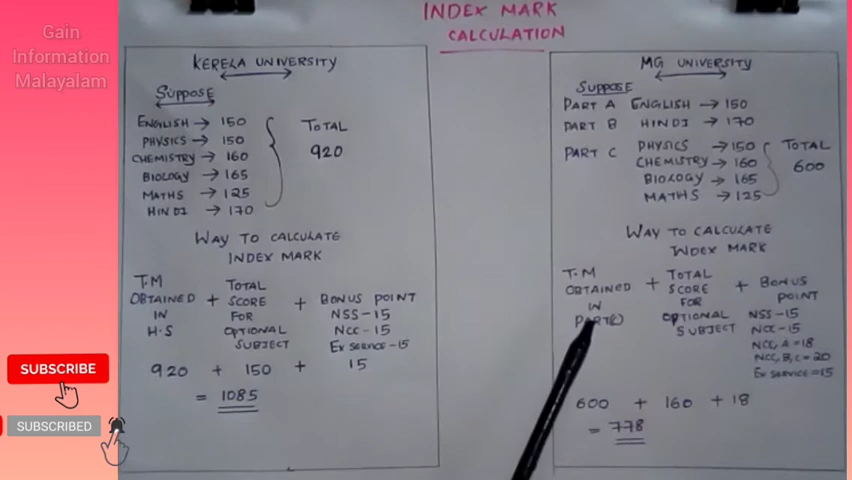 Gain
Information
Malayalam
INDEX MARK
CALCULATION
KERELA UNIVERSITY
SUPPOSE
ENGLISH → 150
PHYSICS → 150
CHEMISTRY → 160
BIOLOGY → 165
MATHS → 125
HINDI → 170
TOTAL
920
WAY TO CALCULATE
INDEX MARK
T.M
OBTAINED
IN
H.S
+
TOTAL
SCORE
FOR
OPTIONAL
SUBJECT
+
BONUS POINT
NSS-15
NCC-15
EX SERVICE-15
920 + 150 + 15
= 1085
MG UNIVERSITY
SUPPOSE
PART A ENGLISH → 150
PART B HINDI → 170
PART C PHYSICS → 150
CHEMISTRY → 160
BIOLOGY → 165
MATHS → 125
TOTAL
600
WAY TO CALCULATE
INDEX MARK
T.M
OBTAINED
IN
+
TOTAL
SCORE
FOR
OPTIONAL
SUBJECT
+
BONUS
POINT
NSS-15
NCC-15
NCC, A=18
NCC, B, C=20
EX SERVICE=15
600 + 160 + 18
= 778
SUBSCRIBE
SUBSCRIBED